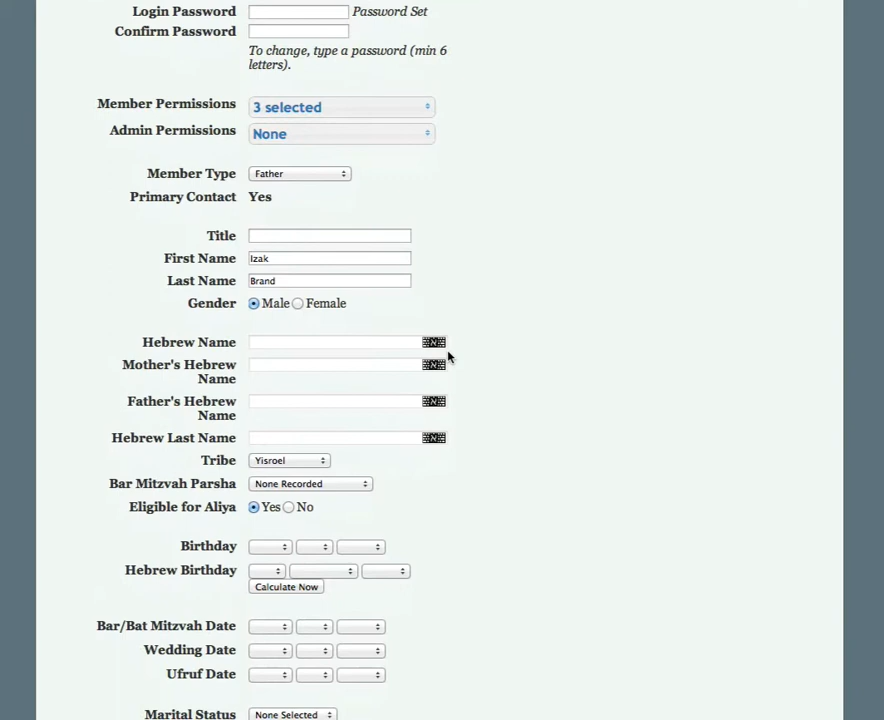 Login Password Password Set
Confirm Password
To change, type a password (min 6
letters).
Member Permissions 3 selected
Admin Permissions None
Member Type Father
Primary Contact Yes
Title
First Name Izak
Last Name Brand
Gender Male Female
Hebrew Name
Mother's Hebrew
Name
Father's Hebrew
Name
Hebrew Last Name
Tribe Yisroel
Bar Mitzvah Parsha None Recorded
Eligible for Aliya Yes No
Birthday
Hebrew Birthday
Calculate Now
Bar/Bat Mitzvah Date
Wedding Date
Ufruf Date
Marital Status None Selected